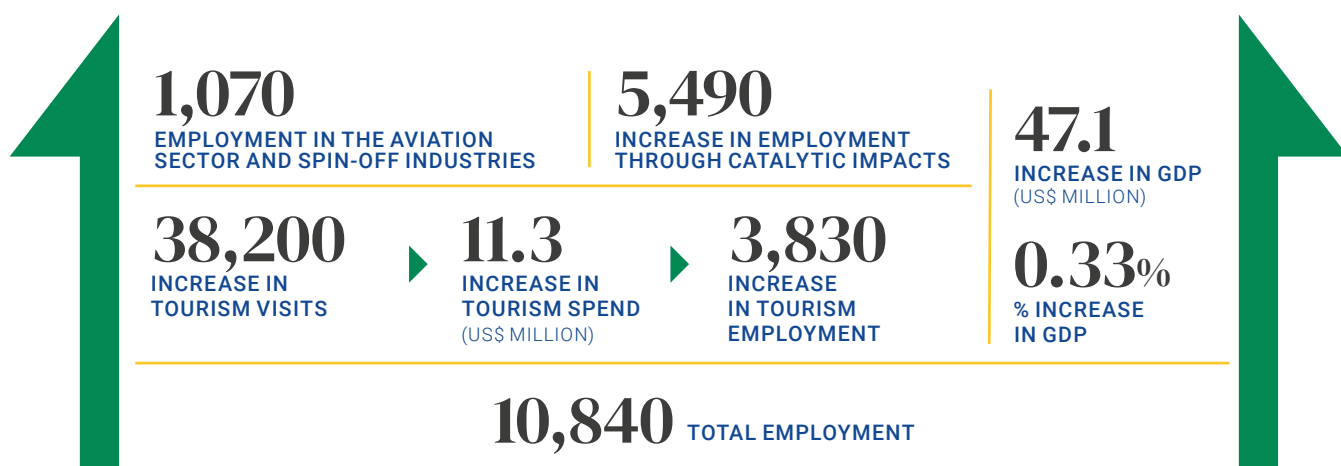 1,070
EMPLOYMENT IN THE AVIATION
SECTOR AND SPIN-OFF INDUSTRIES
5,490
INCREASE IN EMPLOYMENT
THROUGH CATALYTIC IMPACTS
47.1
INCREASE IN GDP
(US$ MILLION)
38,200
INCREASE IN
TOURISM VISITS
11.3
INCREASE IN
TOURISM SPEND
(US$ MILLION)
3,830
INCREASE
IN TOURISM
EMPLOYMENT
0.33%
% INCREASE
IN GDP
10,840 TOTAL EMPLOYMENT